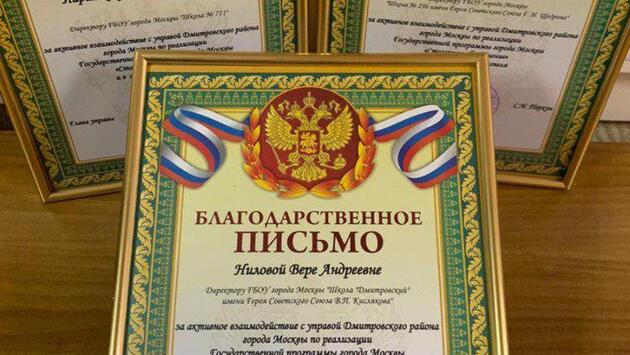 Директору ГБОУ города Москвы "Школа № 771"
за активное взаимодействие с управой Дмитровского района
города Москвы по реализации
Государственной
"Сто
и в
Глава управы
Директору ГБОУ города Москвы
"Школа № 236 имени Героя Советского Союза Г. И. Щедрина"
за активное взаимодействие с управой Дмитровского района
города Москвы по реализации
Государственной программы города Москвы
БЛАГОДАРСТВЕННОЕ
ПИСЬМО
Ниловой Вере Андреевне
Директору ГБОУ города Москвы "Школа "Дмитровский"
имени Героя Советского Союза В.П. Кислякова"
за активное взаимодействие с управой Дмитровского района
города Москвы по реализации
Государственной программы города Москвы